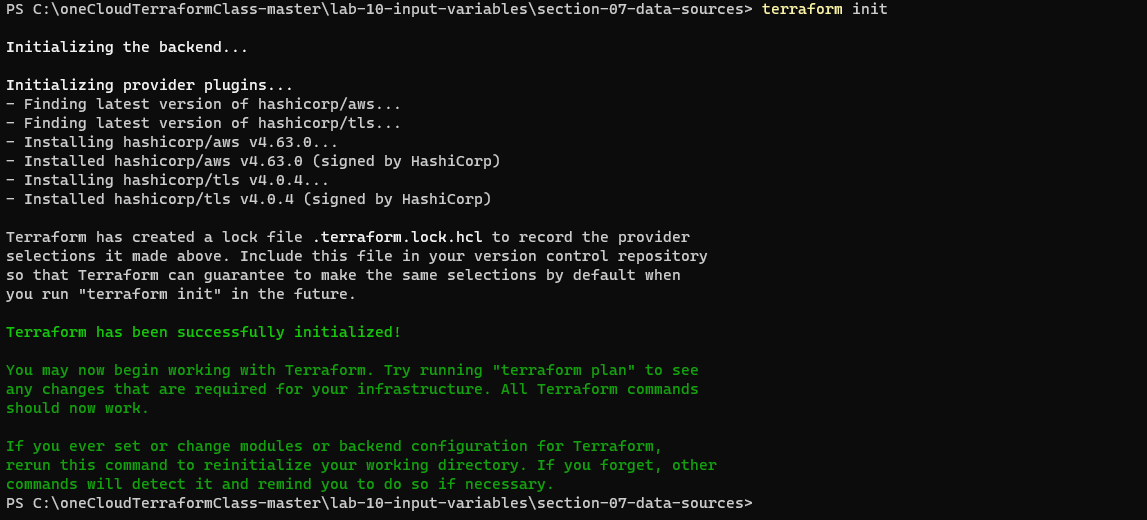 PS C:\oneCloudTerraformClass-master\lab-10-input-variables\section-07-data-sources> terraform init
Initializing the backend...
Initializing provider plugins...
- Finding latest version of hashicorp/aws...
- Finding latest version of hashicorp/tls...
- Installing hashicorp/aws v4.63.0...
- Installed hashicorp/aws v4.63.0 (signed by HashiCorp)
- Installing hashicorp/tls v4.0.4...
- Installed hashicorp/tls v4.0.4 (signed by HashiCorp)
Terraform has created a lock file .terraform.lock.hcl to record the provider
selections it made above. Include this file in your version control repository
so that Terraform can guarantee to make the same selections by default when
you run "terraform init" in the future.
Terraform has been successfully initialized!
You may now begin working with Terraform. Try running "terraform plan" to see
any changes that are required for your infrastructure. All Terraform commands
should now work.
If you ever set or change modules or backend configuration for Terraform,
rerun this command to reinitialize your working directory. If you forget, other
commands will detect it and remind you to do so if necessary.
PS C:\oneCloudTerraformClass-master\lab-10-input-variables\section-07-data-sources>